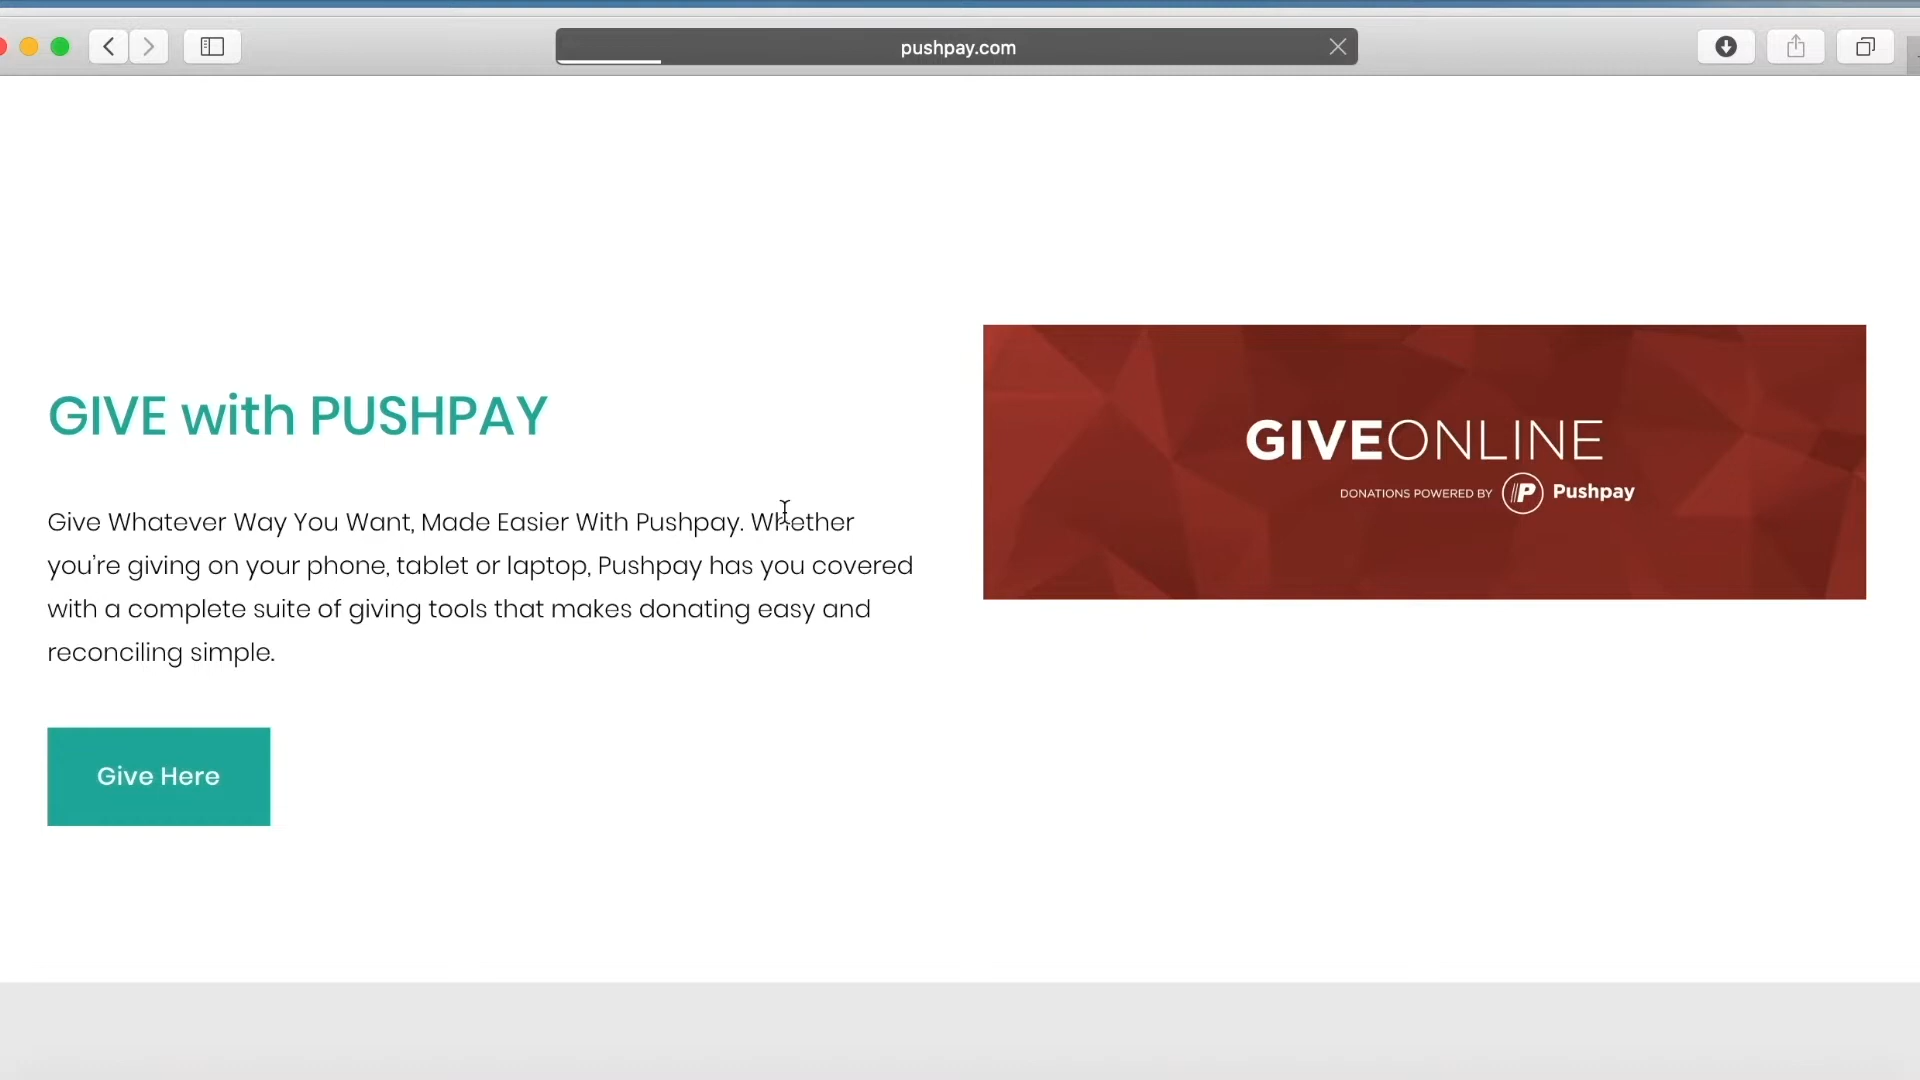 pushpay.com
GIVE with PUSHPAY
Give Whatever Way You Want, Made Easier With Pushpay. Whether
you're giving on your phone, tablet or laptop, Pushpay has you covered
with a complete suite of giving tools that makes donating easy and
reconciling simple.
Give Here
GIVEONLINE
DONATIONS POWERED BY P Pushpay